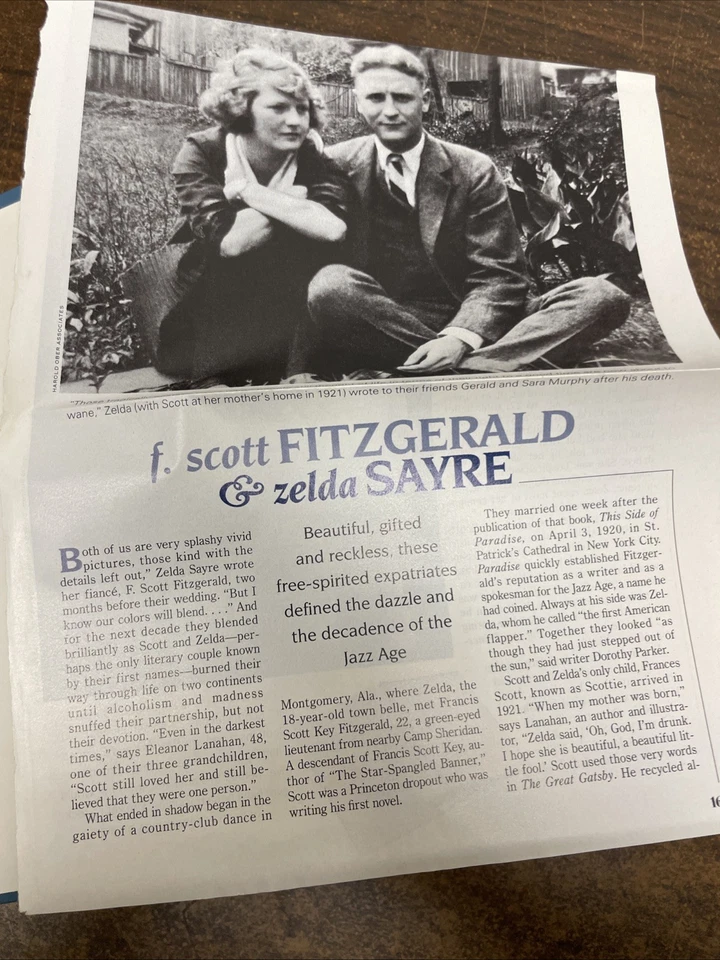 HAROLD OBER ASSOCIATES
"Those
wane," Zelda (with Scott at her mother's home in 1921) wrote to their friends Gerald and Sara Murphy after his death.
f. scott FITZGERALD
& zelda SAYRE
Both of us are very splashy vivid
pictures, those kind with the
details left out," Zelda Sayre wrote
her fiancé, F. Scott Fitzgerald, two
months before their wedding. "But I
know our colors will blend. . . ." And
for the next decade they blended
brilliantly as Scott and Zelda—per-
haps the only literary couple known
by their first names—burned their
way through life on two continents
until alcoholism and madness
snuffed their partnership, but not
their devotion. "Even in the darkest
times," says Eleanor Lanahan, 48,
one of their three grandchildren,
"Scott still loved her and still be-
lieved that they were one person."
What ended in shadow began in the
gaiety of a country-club dance in
Beautiful, gifted
and reckless, these
free-spirited expatriates
defined the dazzle and
the decadence of the
Jazz Age
Montgomery, Ala., where Zelda, the
18-year-old town belle, met Francis
Scott Key Fitzgerald, 22, a green-eyed
lieutenant from nearby Camp Sheridan.
A descendant of Francis Scott Key, au-
thor of "The Star-Spangled Banner,"
Scott was a Princeton dropout who was
writing his first novel.
They married one week after the
publication of that book, This Side of
Paradise, on April 3, 1920, in St.
Patrick's Cathedral in New York City.
Paradise quickly established Fitzger-
ald's reputation as a writer and as a
spokesman for the Jazz Age, a name he
had coined. Always at his side was Zel-
da, whom he called "the first American
flapper." Together they looked "as
though they had just stepped out of
the sun," said writer Dorothy Parker.
Scott and Zelda's only child, Frances
Scott, known as Scottie, arrived in
1921. "When my mother was born,"
says Lanahan, an author and illustra-
tor, "Zelda said, 'Oh, God, I'm drunk.
I hope she is beautiful, a beautiful lit-
tle fool.' Scott used those very words
in The Great Gatsby. He recycled al-